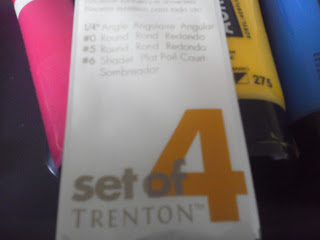 1/4" Angle Angulaire Angular
#0 Round Rond Redondo
#5 Round Rond Redondo
#6 Shader Plat Poil Court
Sombreador
set of 4
TRENTON™
275